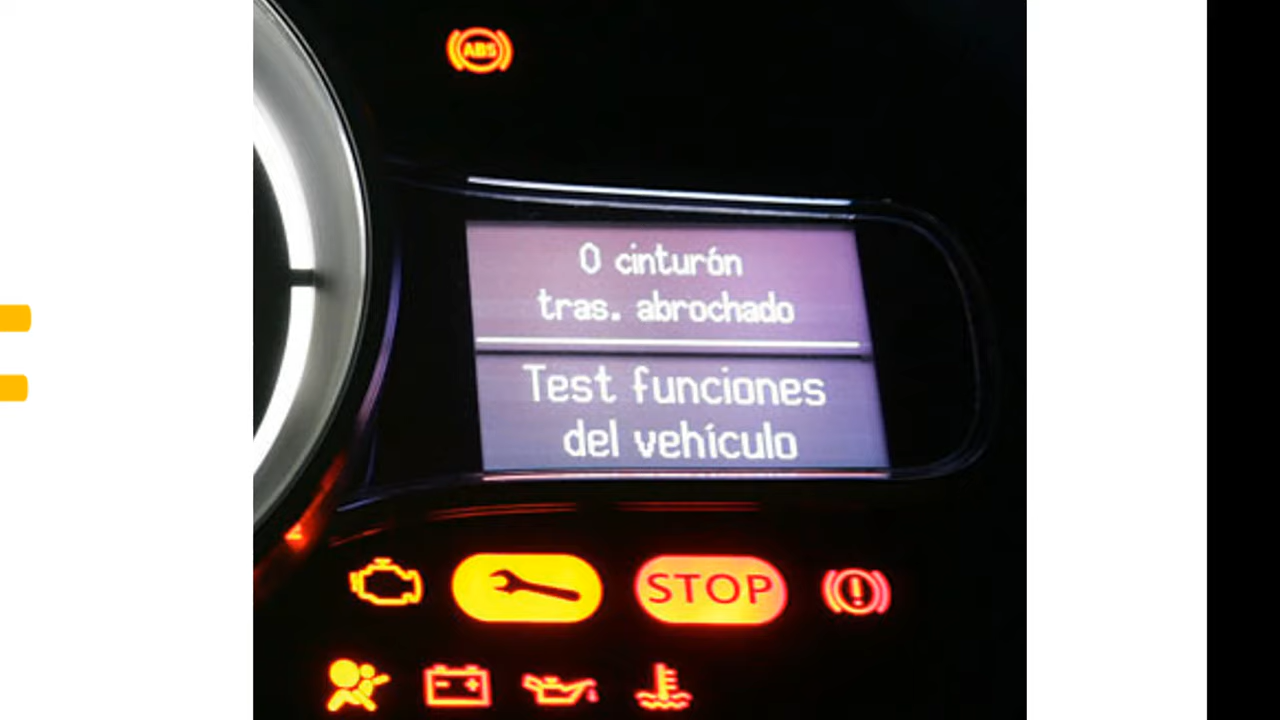 ABS
0 cinturón
tras. abrochado
Test funciones
del vehículo
STOP